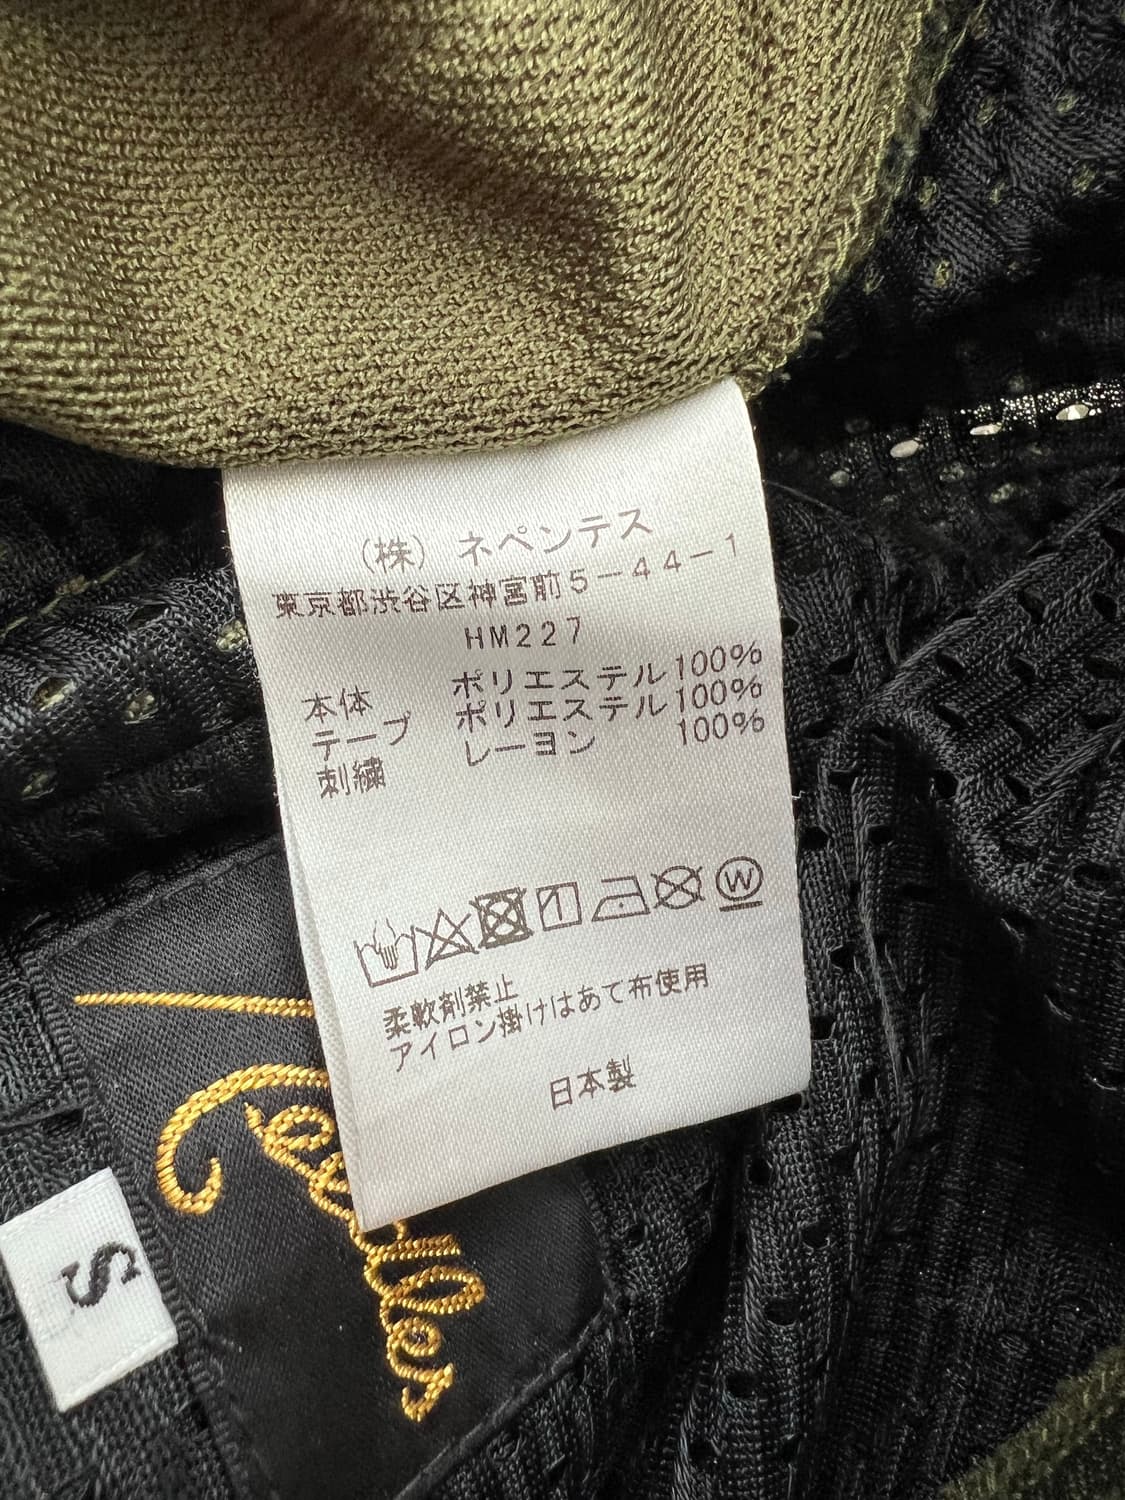 （株） ネペンテス
東京都渋谷区神宮前5-44-1
HM227
本体 ポリエステル100%
テープ ポリエステル100%
刺繍 レーヨン 100%
W
柔軟剤禁止
アイロン掛けはあて布使用
日本製
S